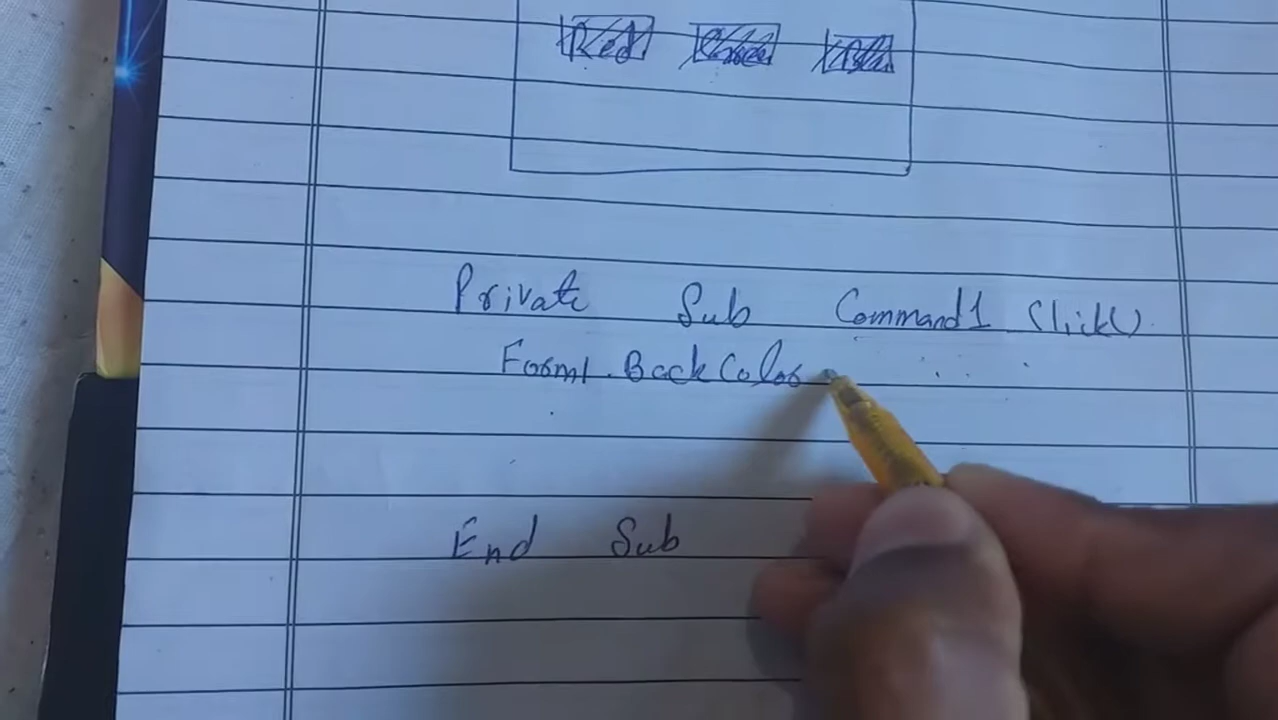 Red
Private Sub Command1 Click()
Form1.BackColor
End Sub